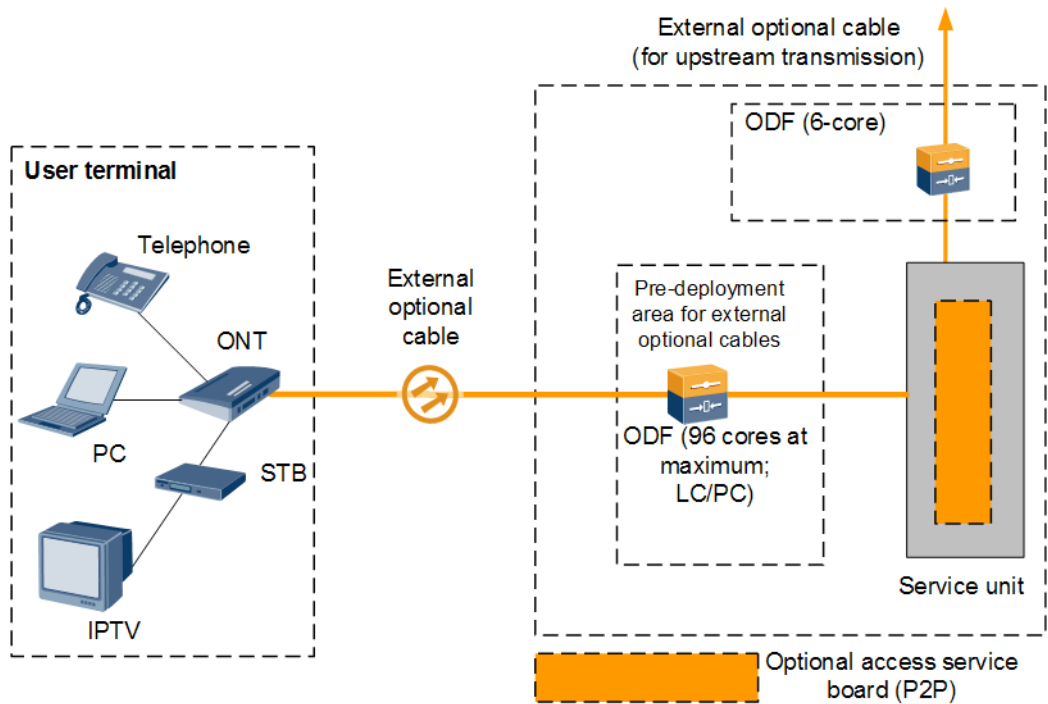 External optional cable
(for upstream transmission)
ODF (6-core)
User terminal
Telephone
External
optional
cable
Pre-deployment
area for external
optional cables
ONT
ODF (96 cores at
maximum;
LC/PC)
PC
STB
Service unit
IPTV
Optional access service
board (P2P)